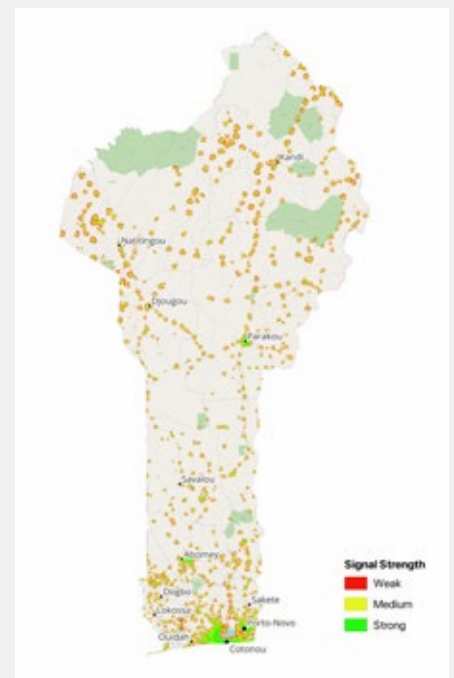 Kandi
Natitingou
Djougou
Parakou
Savalou
Abomey
Dogbo
Sakete
Lokossa
Porto-Novo
Ouidah
Cotonou
Signal Strength
Weak
Medium
Strong